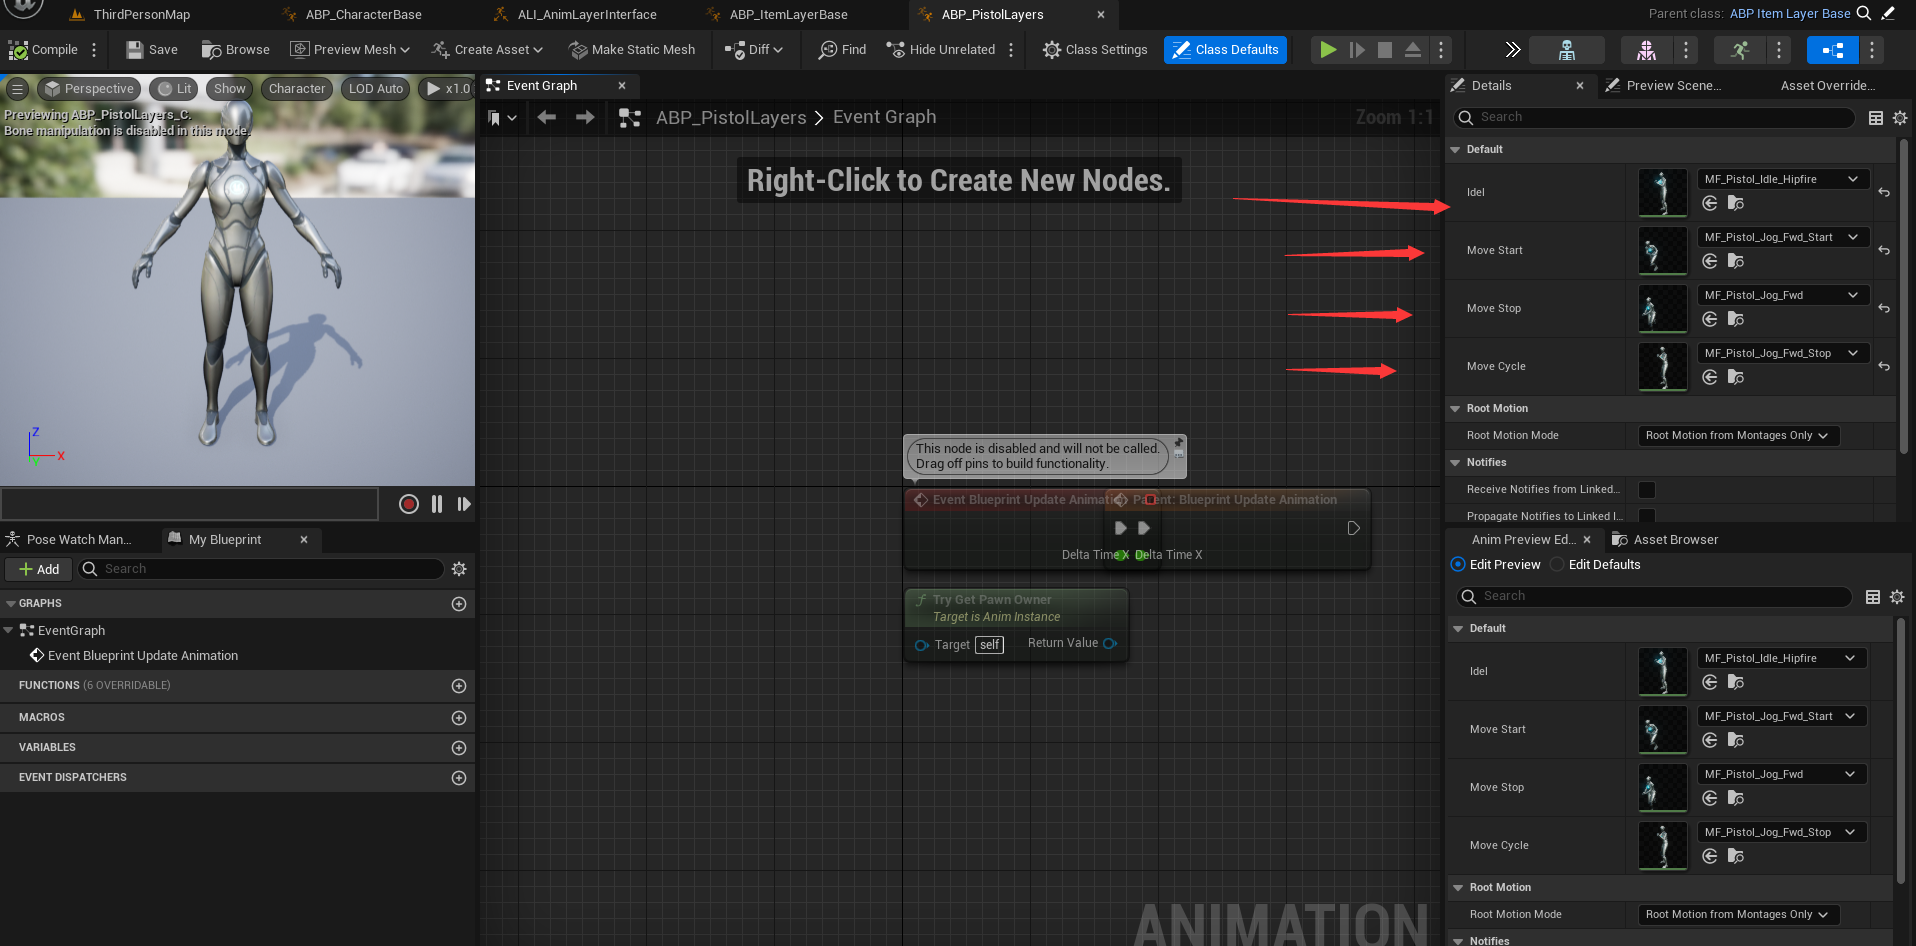 ThirdPersonMap
ABP_CharacterBase
ALI_AnimLayerInterface
ABP_ItemLayerBase
ABP_PistolLayers
Parent class: ABP Item Layer Base
Compile
Save
Browse
Preview Mesh
Create Asset
Make Static Mesh
Diff
Find
Hide Unrelated
Class Settings
Class Defaults
Perspective
Lit
Show
Character
LOD Auto
x1.0
Previewing ABP_PistolLayers_C.
Bone manipulation is disabled in this mode.
Z
X
Y
Event Graph
ABP_PistolLayers > Event Graph
Zoom 1:1
Right-Click to Create New Nodes.
This node is disabled and will not be called.
Drag off pins to build functionality.
Event Blueprint Update Animation
Parent: Blueprint Update Animation
Delta Time X
Delta Time X
Try Get Pawn Owner
Target is Anim Instance
Target self
Return Value
ANIMATION
Pose Watch Man...
My Blueprint
Add
Search
GRAPHS
EventGraph
Event Blueprint Update Animation
FUNCTIONS (6 OVERRIDABLE)
MACROS
VARIABLES
EVENT DISPATCHERS
Details
Preview Scene...
Asset Override...
Search
Default
Idel
MF_Pistol_Idle_Hipfire
Move Start
MF_Pistol_Jog_Fwd_Start
Move Stop
MF_Pistol_Jog_Fwd
Move Cycle
MF_Pistol_Jog_Fwd_Stop
Root Motion
Root Motion Mode
Root Motion from Montages Only
Notifies
Receive Notifies from Linked...
Propagate Notifies to Linked I...
Anim Preview Ed...
Asset Browser
Edit Preview
Edit Defaults
Search
Default
Idel
MF_Pistol_Idle_Hipfire
Move Start
MF_Pistol_Jog_Fwd_Start
Move Stop
MF_Pistol_Jog_Fwd
Move Cycle
MF_Pistol_Jog_Fwd_Stop
Root Motion
Root Motion Mode
Root Motion from Montages Only
Notifies